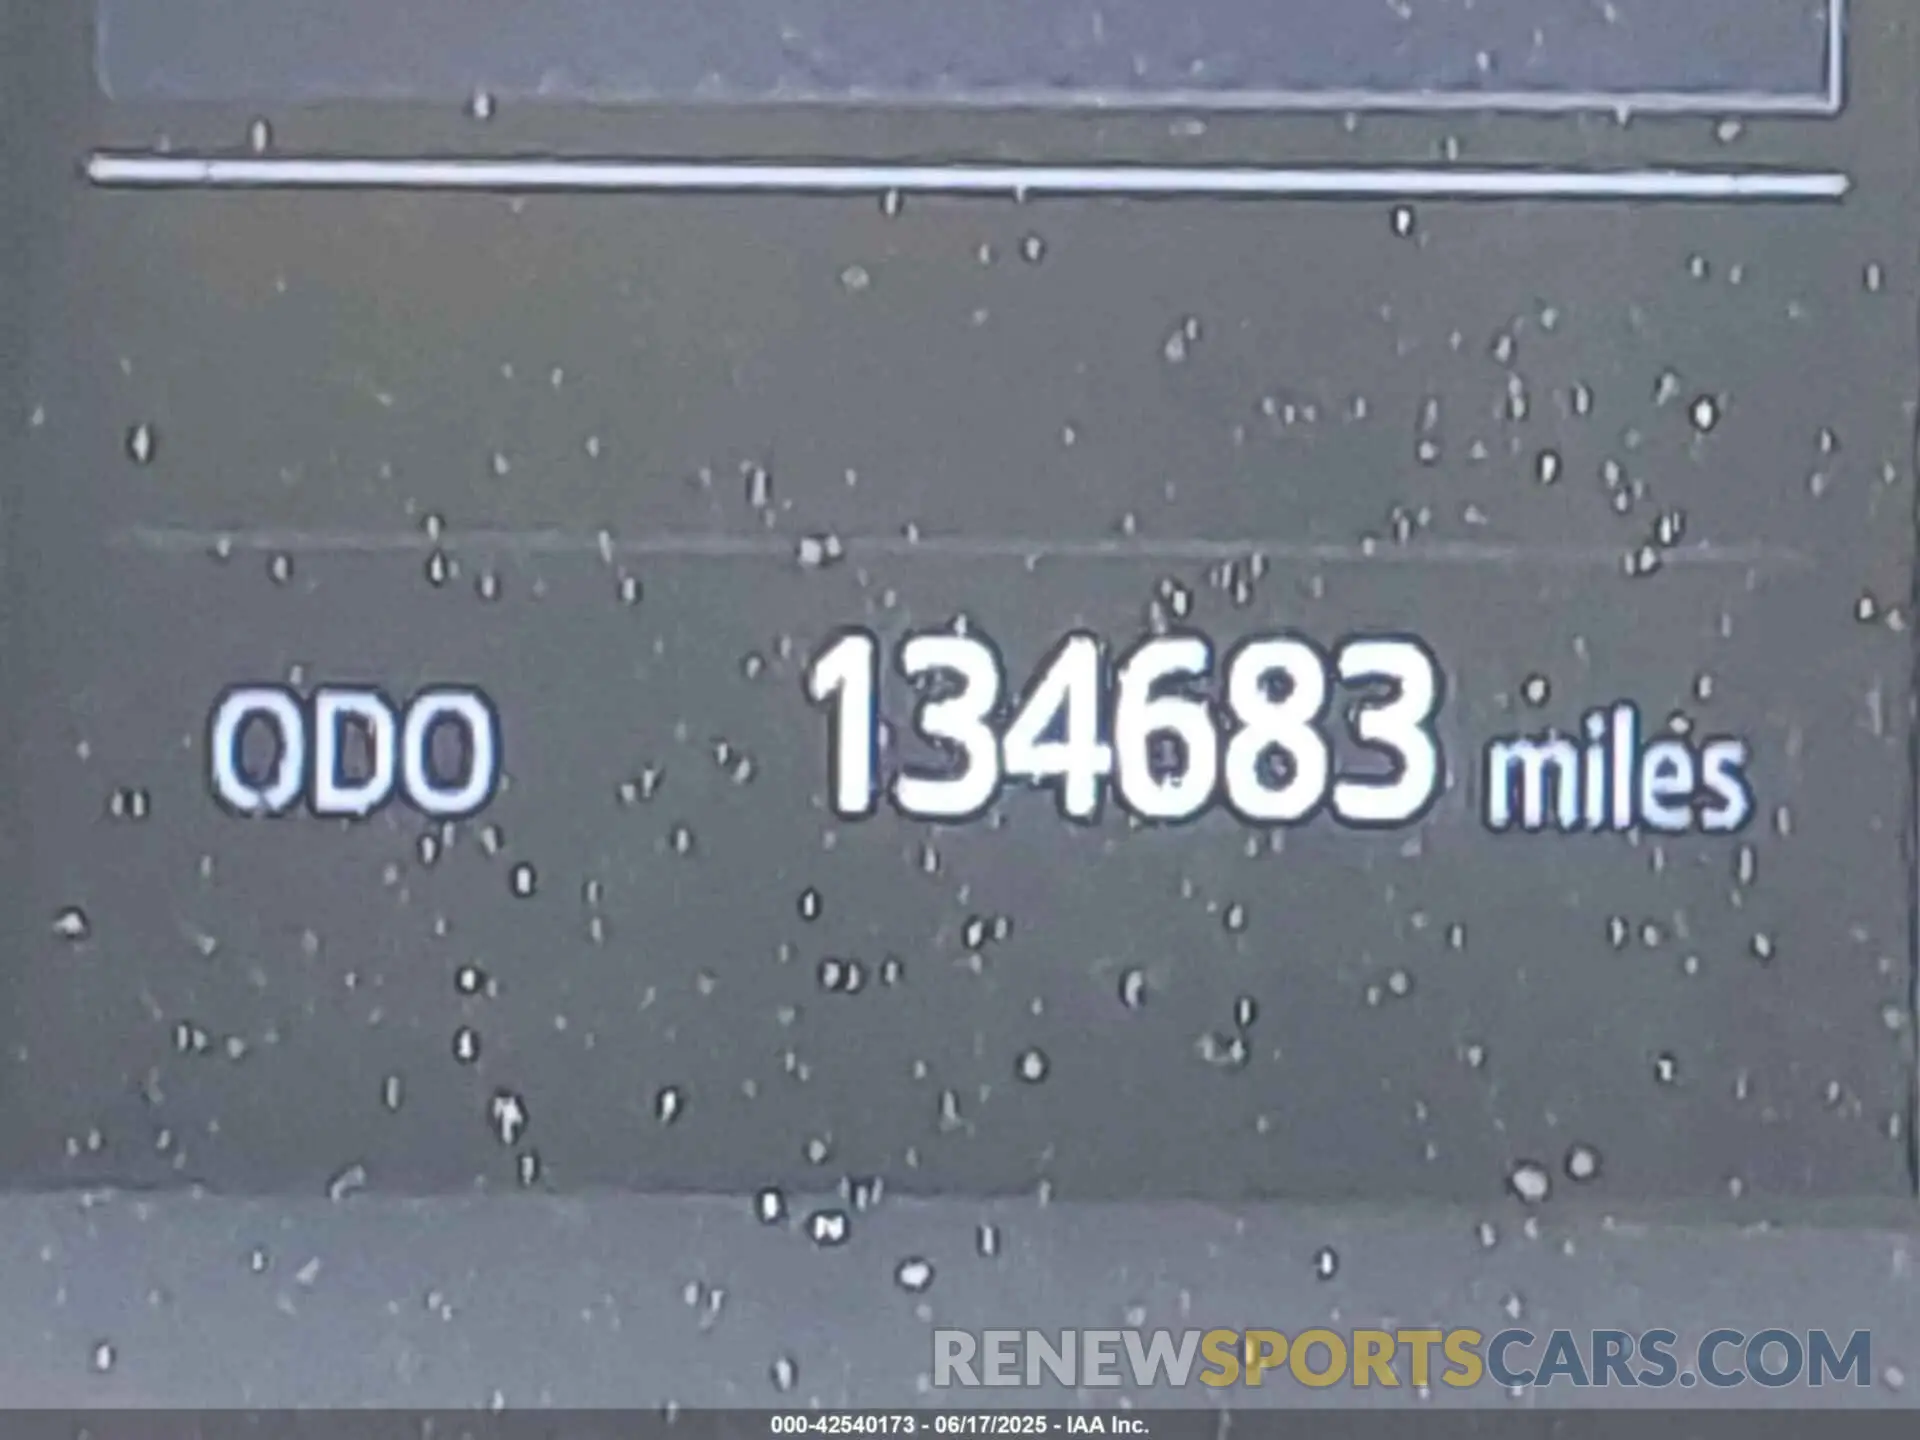 ODO 134683 miles
RENEWSPORTSCARS.COM
000-42540173 - 06/17/2025 - IAA Inc.